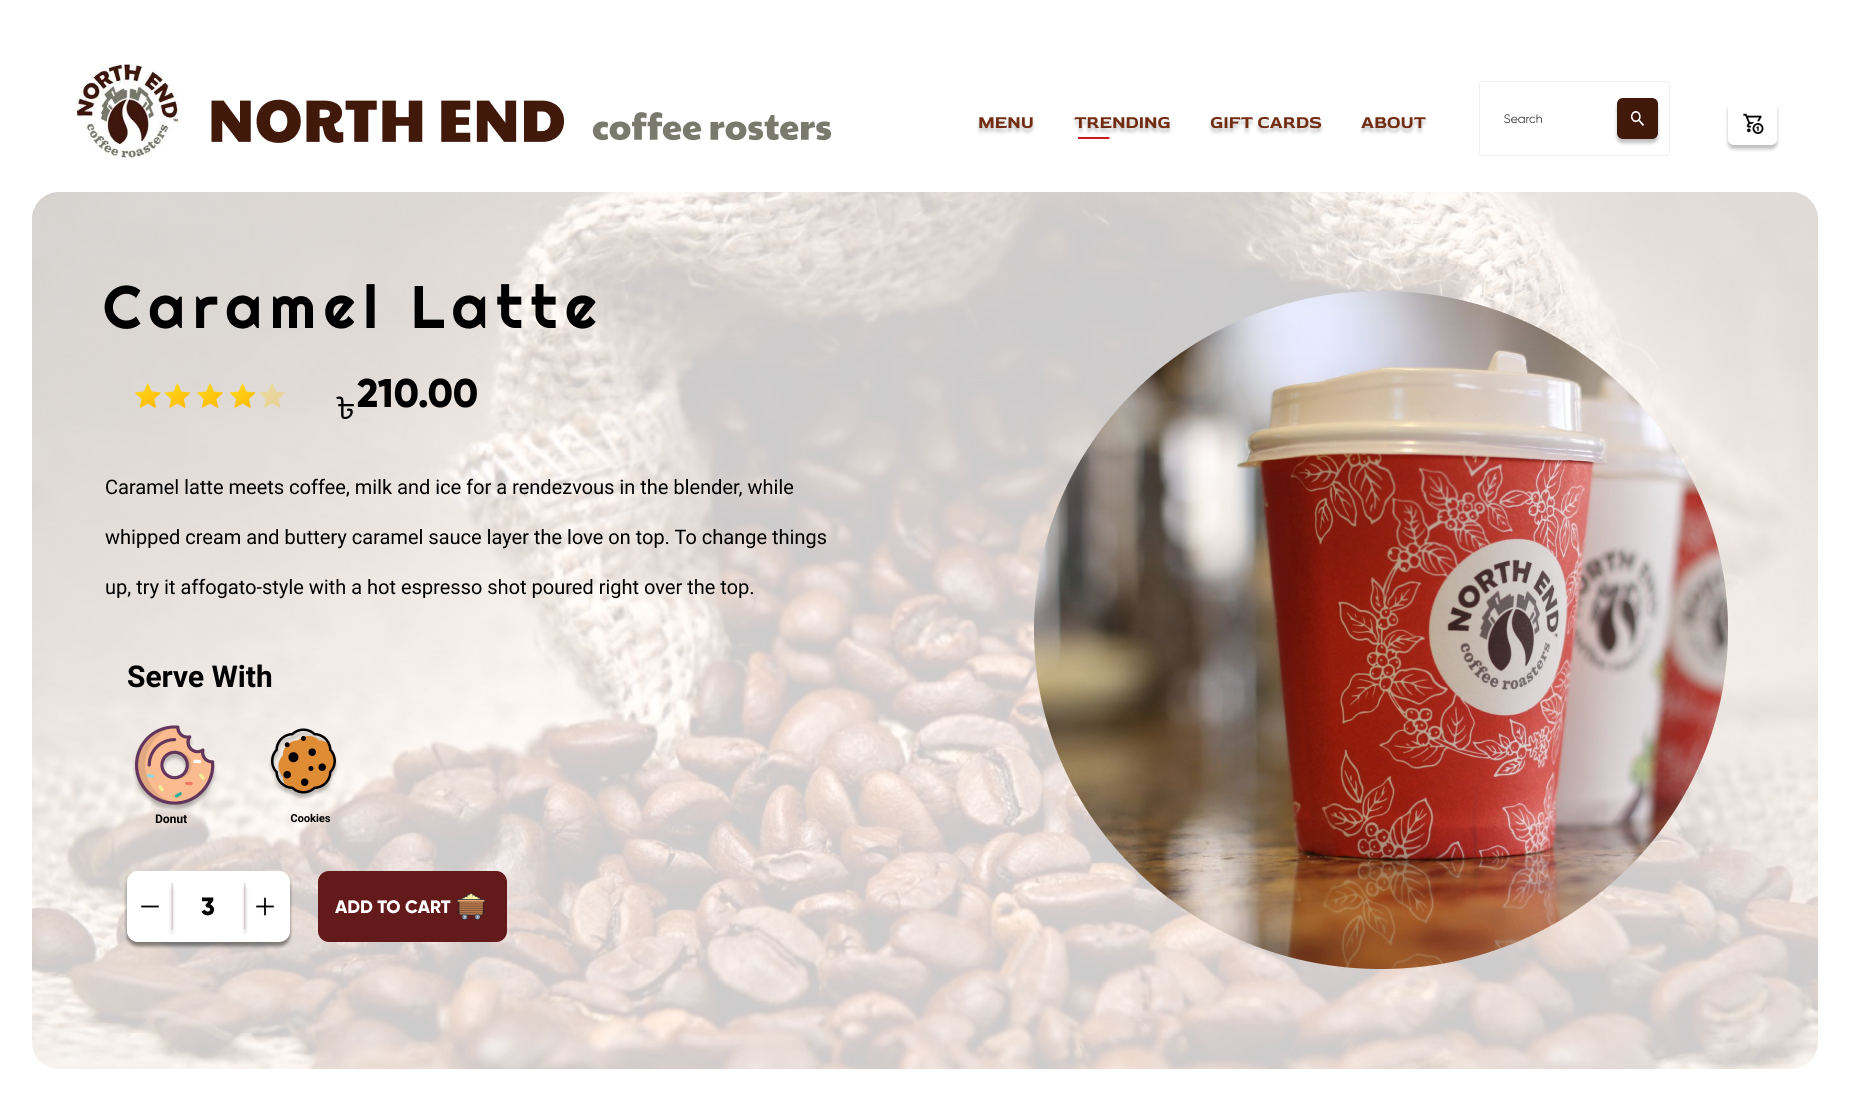 NORTH END
coffee roasters
NORTH END coffee rosters
MENU TRENDING GIFT CARDS ABOUT
Search
Caramel Latte
৳210.00
Caramel latte meets coffee, milk and ice for a rendezvous in the blender, while
whipped cream and buttery caramel sauce layer the love on top. To change things
up, try it affogato-style with a hot espresso shot poured right over the top.
Serve With
Donut Cookies
3
ADD TO CART
NORTH END
coffee roasters
NORTH END